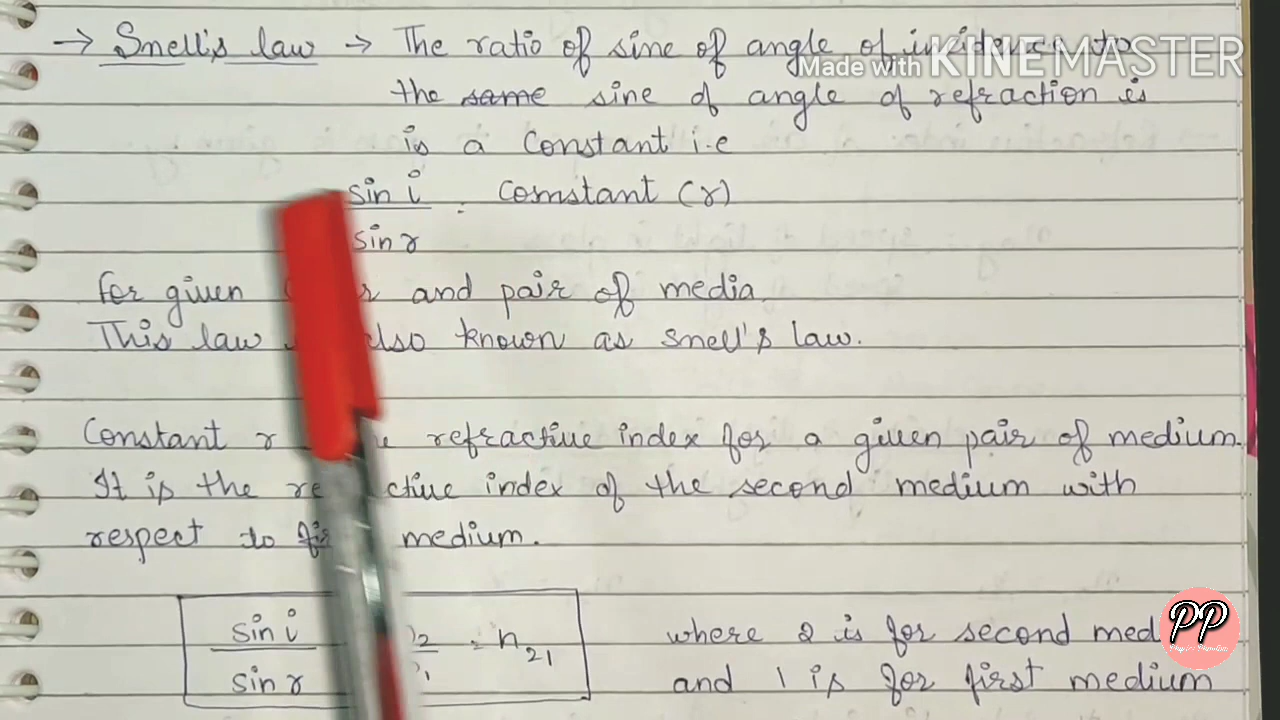 → Snell's law → The ratio of sine of angle of incidence to
Made with KINEMASTER
the same sine of angle of refraction is
is a constant i.e
sin i
= constant (r)
sin r
for given and pair of media.
This law also known as snell's law.
Constant r refractive index for a given pair of medium.
It is the refractive index of the second medium with
respect to medium.
sin i
= n21
sin r
where 2 is for second med
and 1 is for first medium
PP